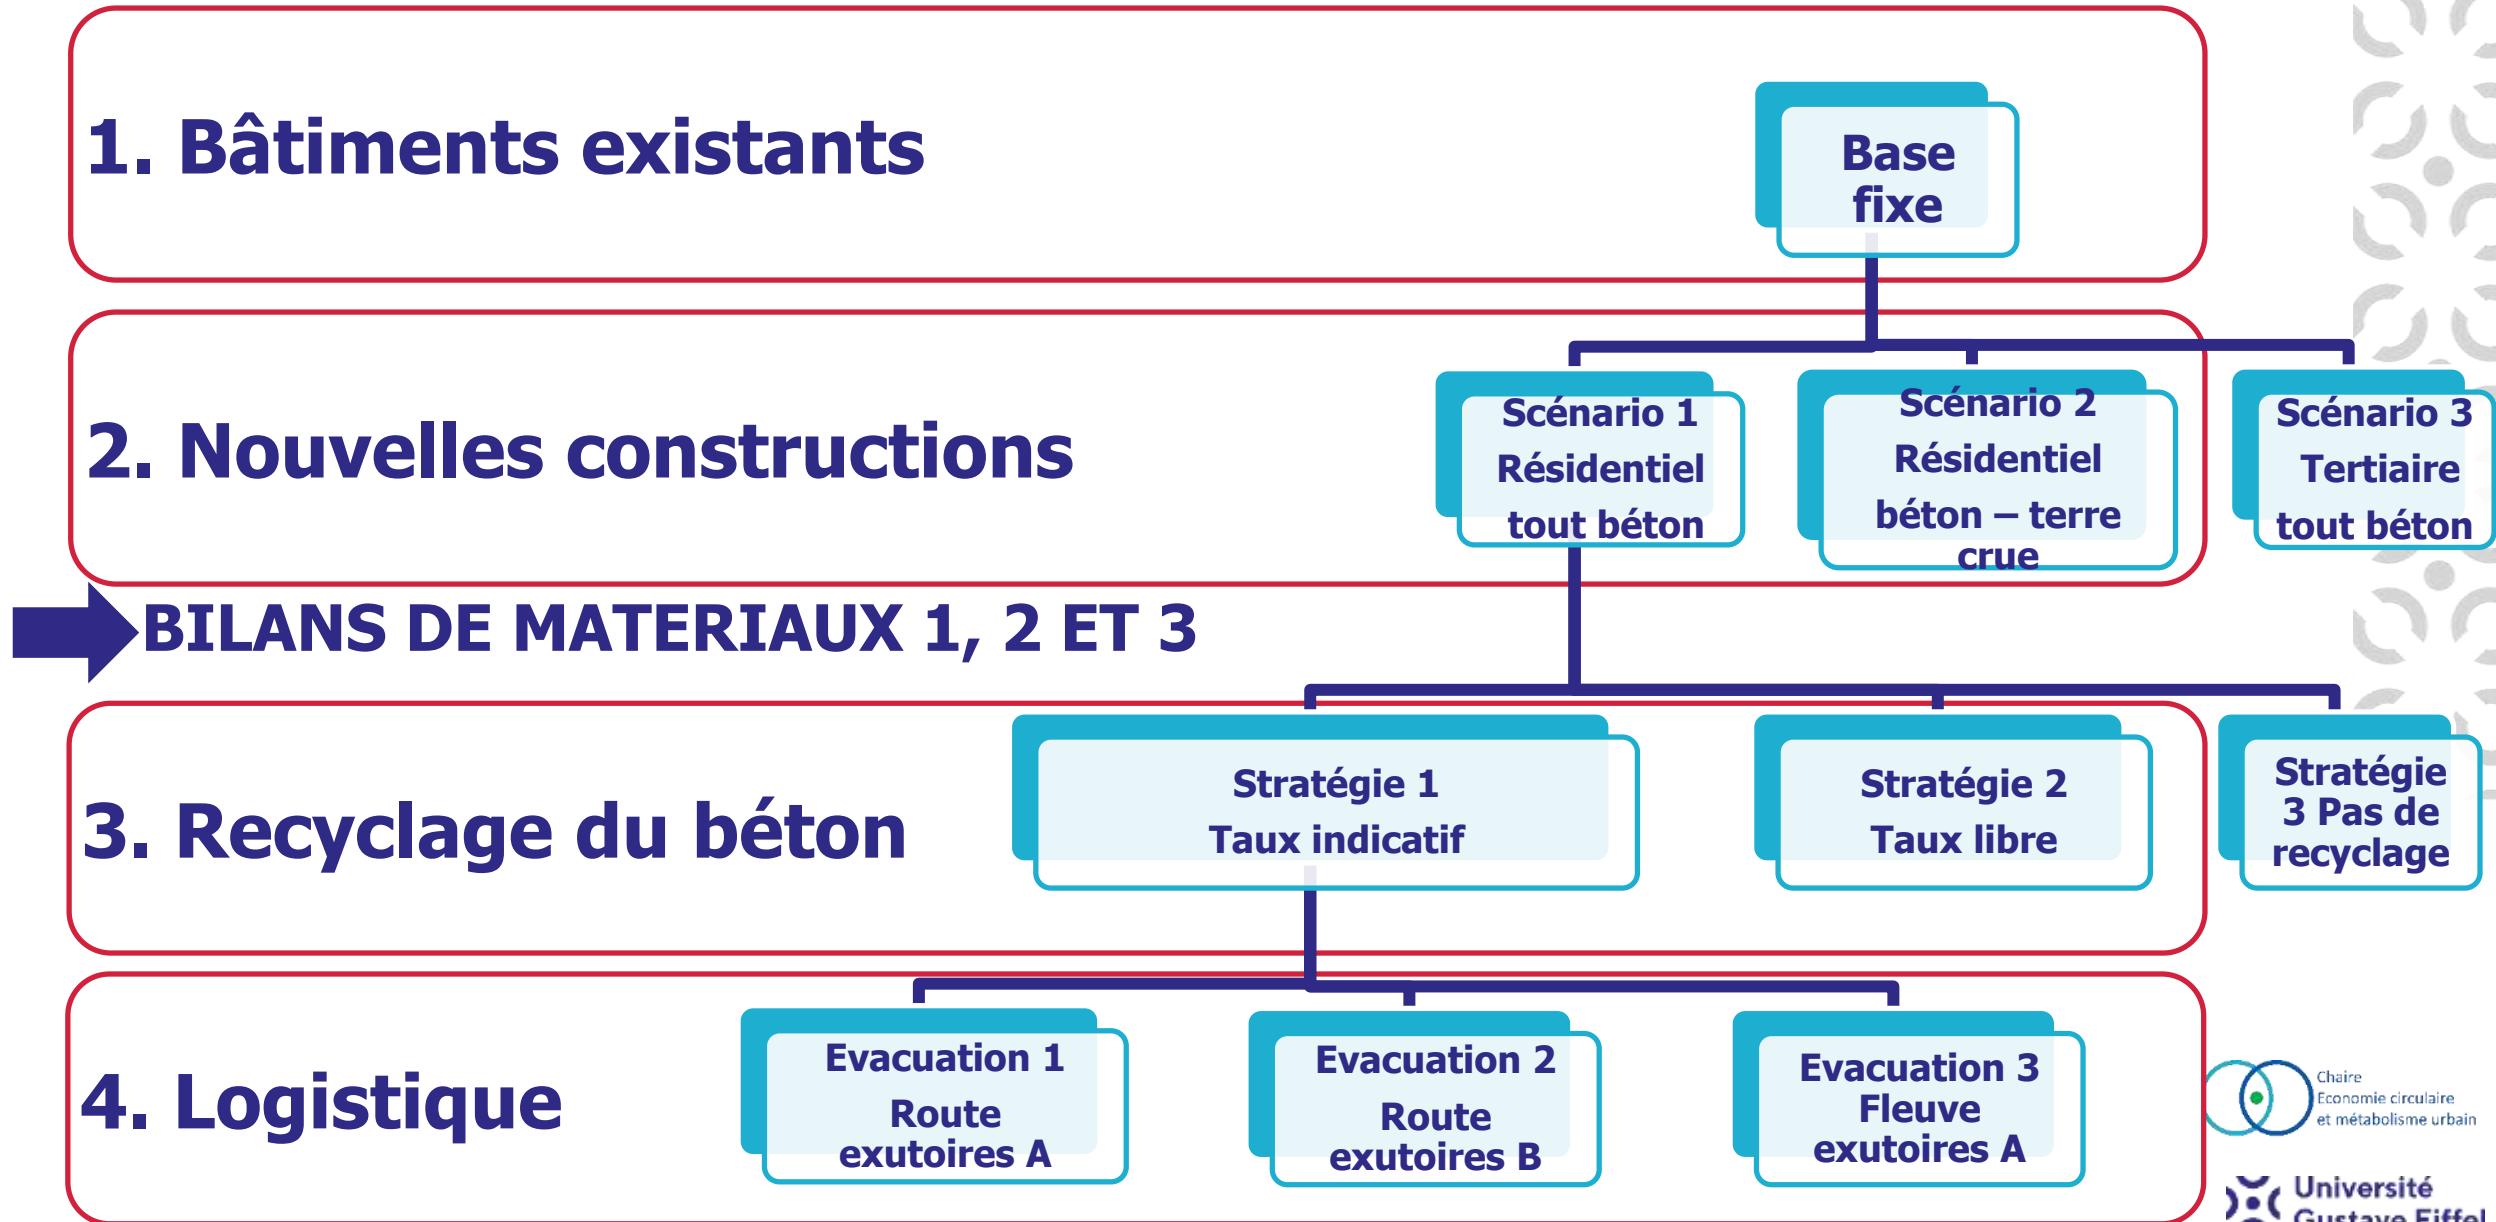 1. Bâtiments existants
Base
fixe
2. Nouvelles constructions
Scénario 1
Résidentiel
tout béton
Scénario 2
Résidentiel
béton – terre
crue
Scénario 3
Tertiaire
tout béton
BILANS DE MATERIAUX 1, 2 ET 3
3. Recyclage du béton
Stratégie 1
Taux indicatif
Stratégie 2
Taux libre
Stratégie
3 Pas de
recyclage
4. Logistique
Evacuation 1
Route
exutoires A
Evacuation 2
Route
exutoires B
Evacuation 3
Fleuve
exutoires A
Chaire
Economie circulaire
et métabolisme urbain
Université
Gustave Eiffel